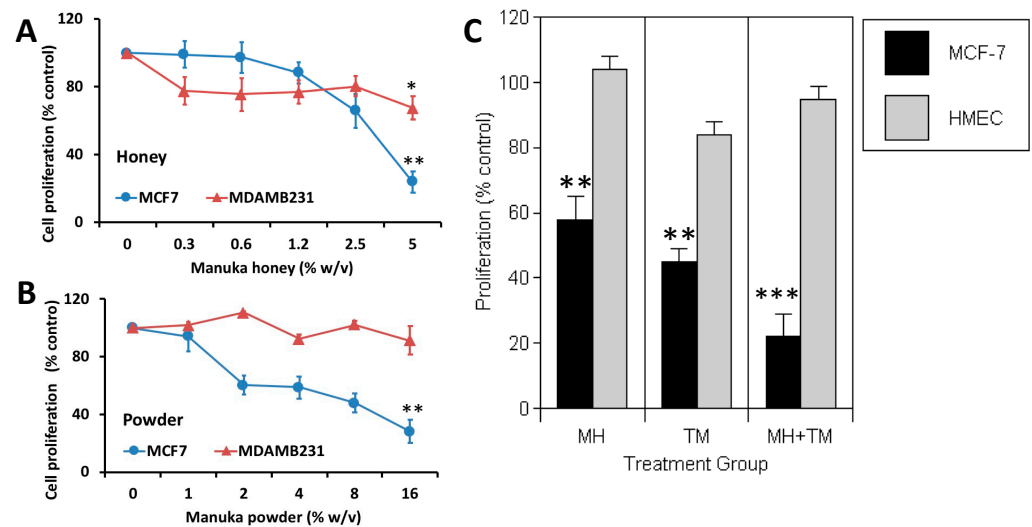 A
Cell proliferation (% control)
120
80
40
0
*
**
Honey
MCF7
MDAMB231
0 0.3 0.6 1.2 2.5 5
Manuka honey (% w/v)
B
Cell proliferation (% contro)
120
80
40
0
**
Powder
MCF7
MDAMB231
0 1 2 4 8 16
Manuka powder (% w/v)
C
Proliferation (% control)
120
100
80
60
40
20
0
**
**
***
MH TM MH+TM
Treatment Group
MCF-7
HMEC